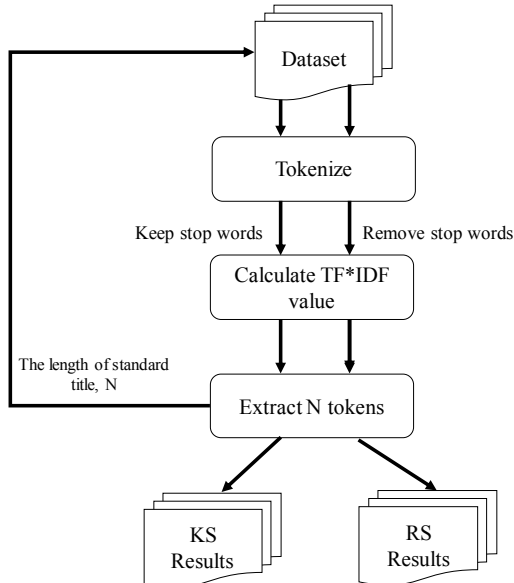 Dataset
Tokenize
Keep stop words
Remove stop words
Calculate TF*IDF
value
The length of standard
title, N
Extract N tokens
KS
Results
RS
Results